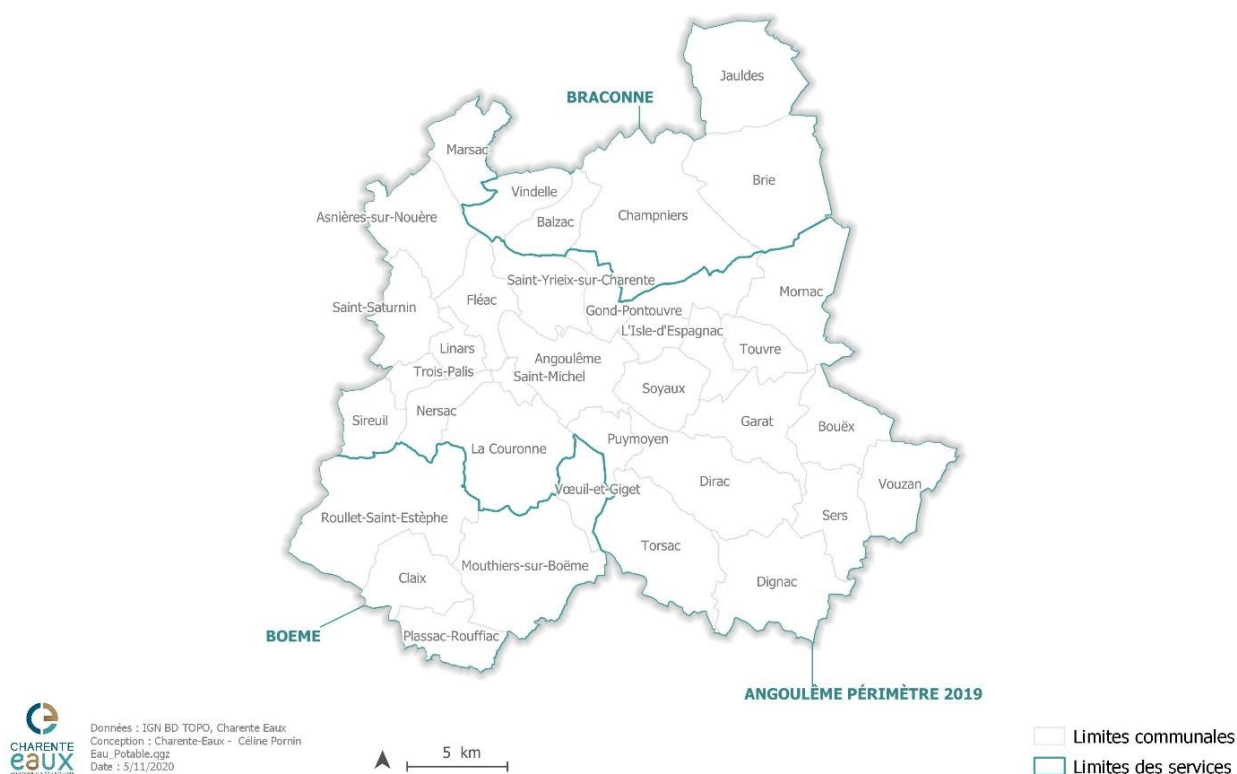 Jauldes
BRACONNE
Marsac
Brie
Vindelle
Asnières-sur-Nouère
Balzac
Champniers
Saint-Yrieix-sur-Charente
Mornac
Fléac
Saint-Saturnin
Gond-Pontouvre
L'Isle-d'Espagnac
Linars
Touvre
Angoulême
Trois-Palis
Saint-Michel
Soyaux
Nersac
Sireuil
Garat
Bouëx
Puymoyen
La Couronne
Dirac
Vouzan
Vœuil-et-Giget
Sers
Roullet-Saint-Estèphe
Torsac
Mouthiers-sur-Boëme
Claix
Dignac
BOEME
Plassac-Rouffiac
ANGOULÊME PÉRIMÈTRE 2019
CHARENTE
eaux
Données : IGN BD TOPO, Charente Eaux
Conception : Charente-Eaux - Céline Pornin
Eau_Potable.qgz
Date : 5/11/2020
5 km
Limites communales
Limites des services